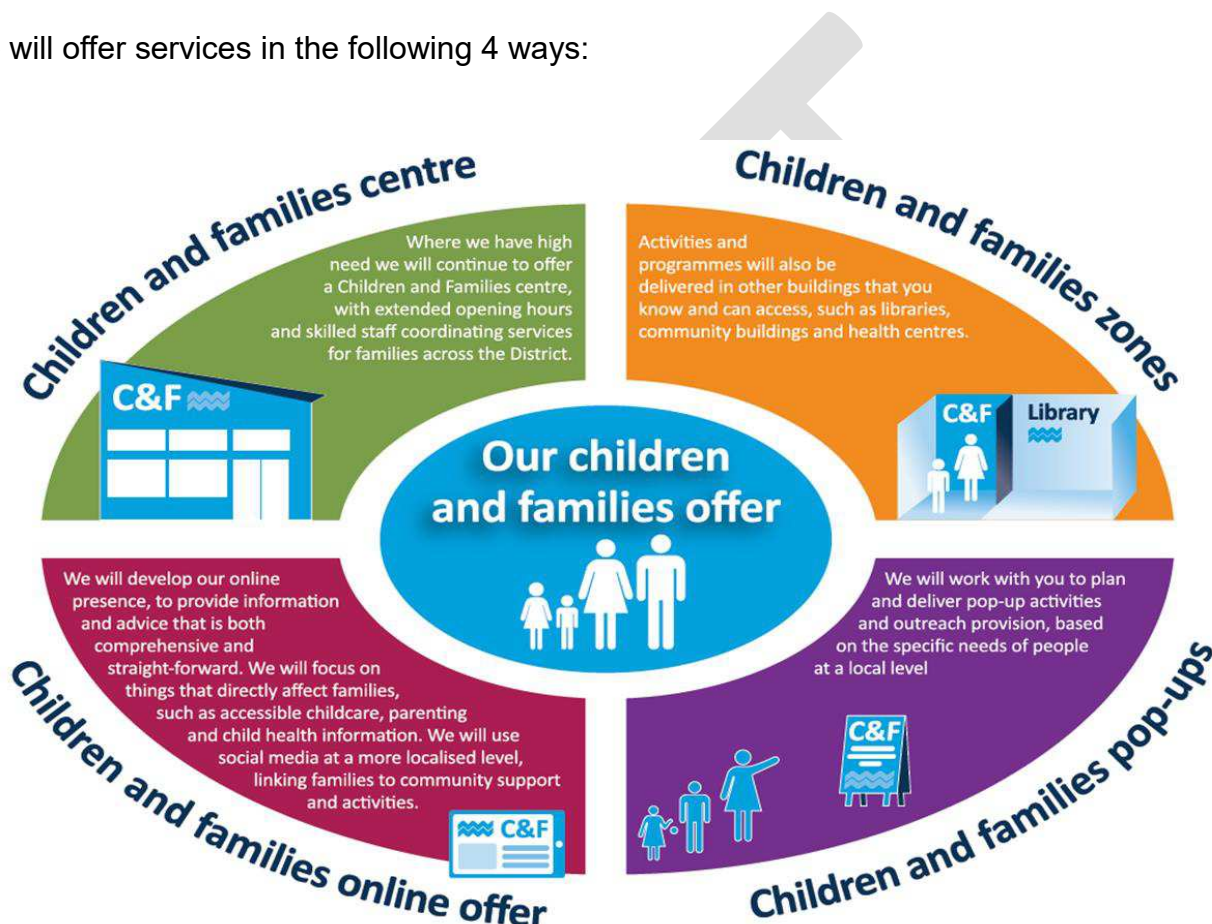 will offer services in the following 4 ways:
Children and families centre
Where we have high
need we will continue to offer
a Children and Families centre,
with extended opening hours
and skilled staff coordinating services
for families across the District.
C&F
Children and families zones
Activities and
programmes will also be
delivered in other buildings that you
know and can access, such as libraries,
community buildings and health centres.
C&F
Library
Our children
and families offer
We will develop our online
presence, to provide information
and advice that is both
comprehensive and
straight-forward. We will focus on
things that directly affect families,
such as accessible childcare, parenting
and child health information. We will use
social media at a more localised level,
linking families to community support
and activities.
C&F
Children and families online offer
We will work with you to plan
and deliver pop-up activities
and outreach provision, based
on the specific needs of people
at a local level
C&F
Children and families pop-ups